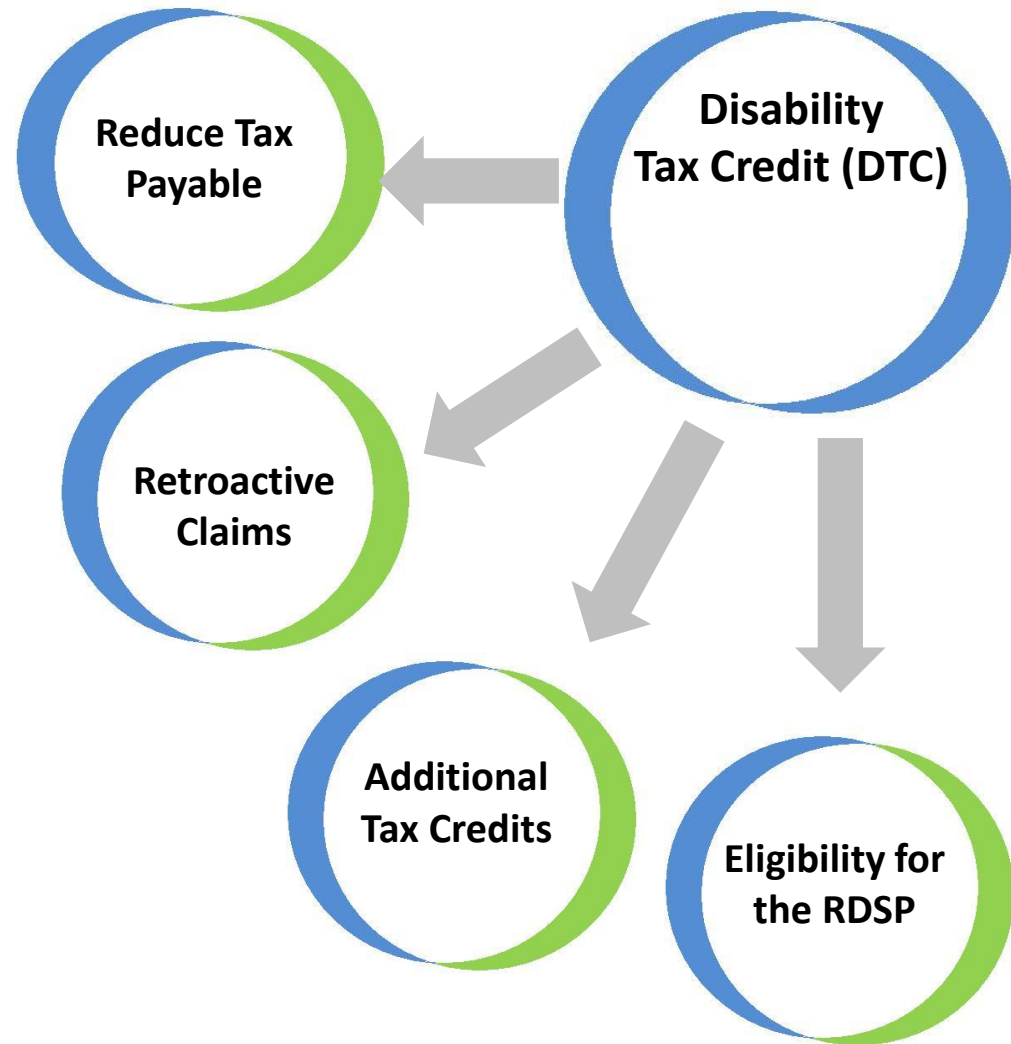 Disability
Tax Credit (DTC)
Reduce Tax
Payable
Retroactive
Claims
Additional
Tax Credits
Eligibility for
the RDSP